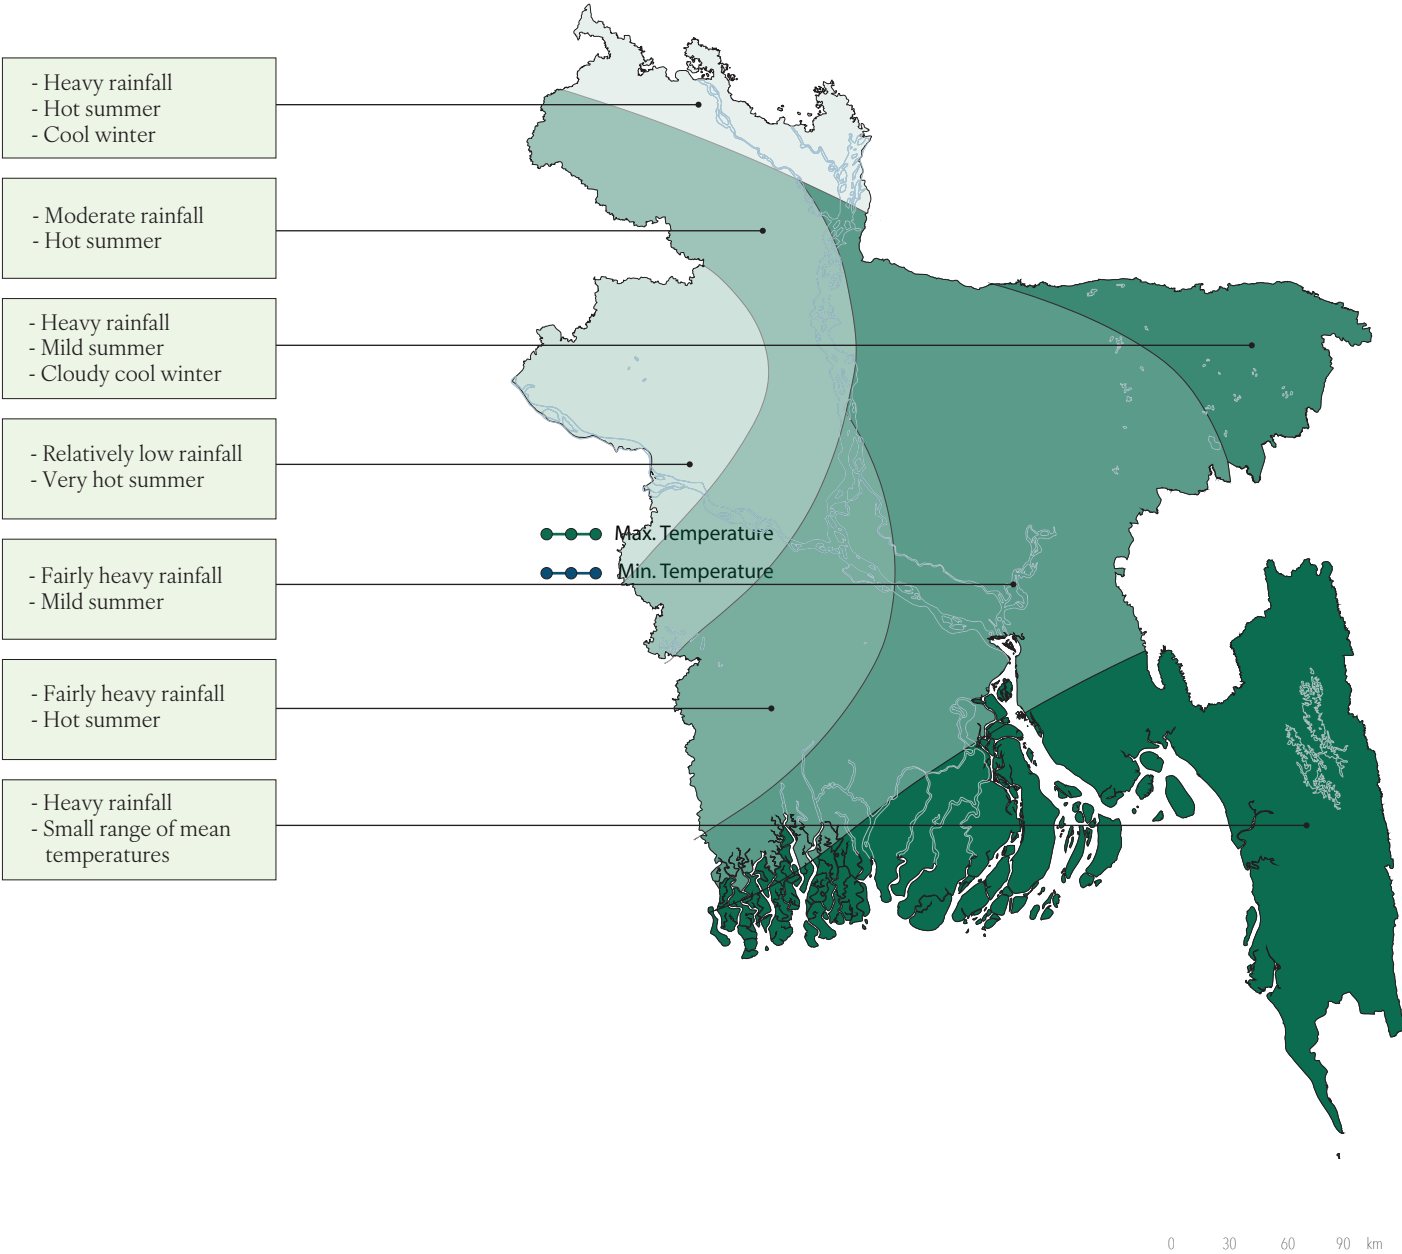 - Heavy rainfall
- Hot summer
- Cool winter
- Moderate rainfall
- Hot summer
- Heavy rainfall
- Mild summer
- Cloudy cool winter
- Relatively low rainfall
- Very hot summer
Max. Temperature
Min. Temperature
- Fairly heavy rainfall
- Mild summer
- Fairly heavy rainfall
- Hot summer
- Heavy rainfall
- Small range of mean
temperatures
0 30 60 90 km